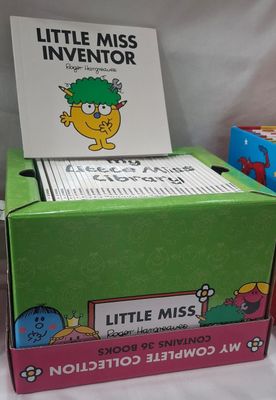 LITTLE MISS
INVENTOR
Roger Hargreaves
My
Little Miss
Library
LITTLE MISS
Roger Hargreaves
MY COMPLETE COLLECTION
CONTAINS 36 BOOKS